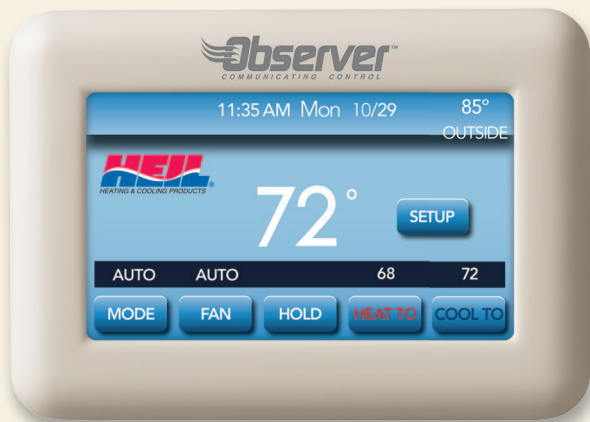 Observer™
COMMUNICATING CONTROL
11:35 AM Mon 10/29 85°
OUTSIDE
HEIL®
HEATING & COOLING PRODUCTS
72°
SETUP
AUTO AUTO 68 72
MODE FAN HOLD HEAT TO COOL TO